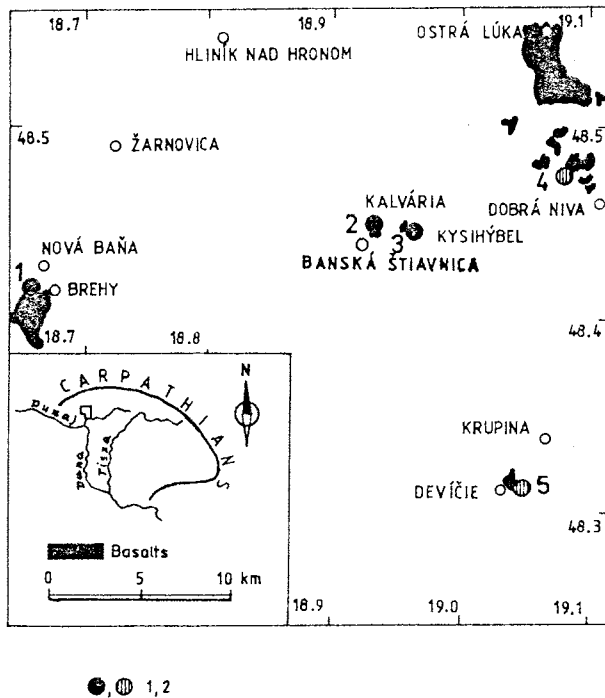 18.7
18.9
19.1
OSTRÁ LÚKA
HLINÍK NAD HRONOM
48.5
48.5
ŽARNOVICA
4
KALVÁRIA
DOBRÁ NIVA
2
3
KYSIHÝBEL
NOVÁ BAŇA
BANSKÁ ŠTIAVNICA
1
BREHY
18.7
18.8
48.4
CARPATHIANS
N
Dunaj
Duna
Tisza
KRUPINA
DEVÍČIE
5
48.3
Basalts
0 5 10 km
18.9
19.0
19.1
, 1,2